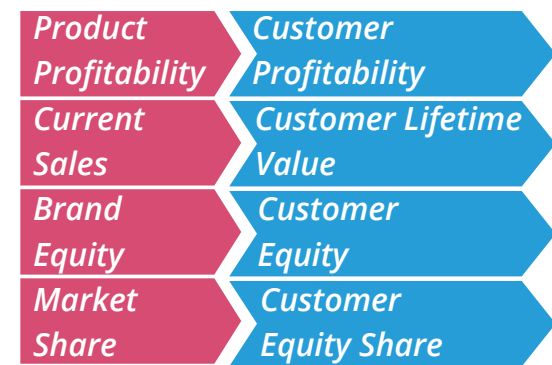 Product
Profitability
Customer
Profitability
Current
Sales
Customer Lifetime
Value
Brand
Equity
Customer
Equity
Market
Share
Customer
Equity Share